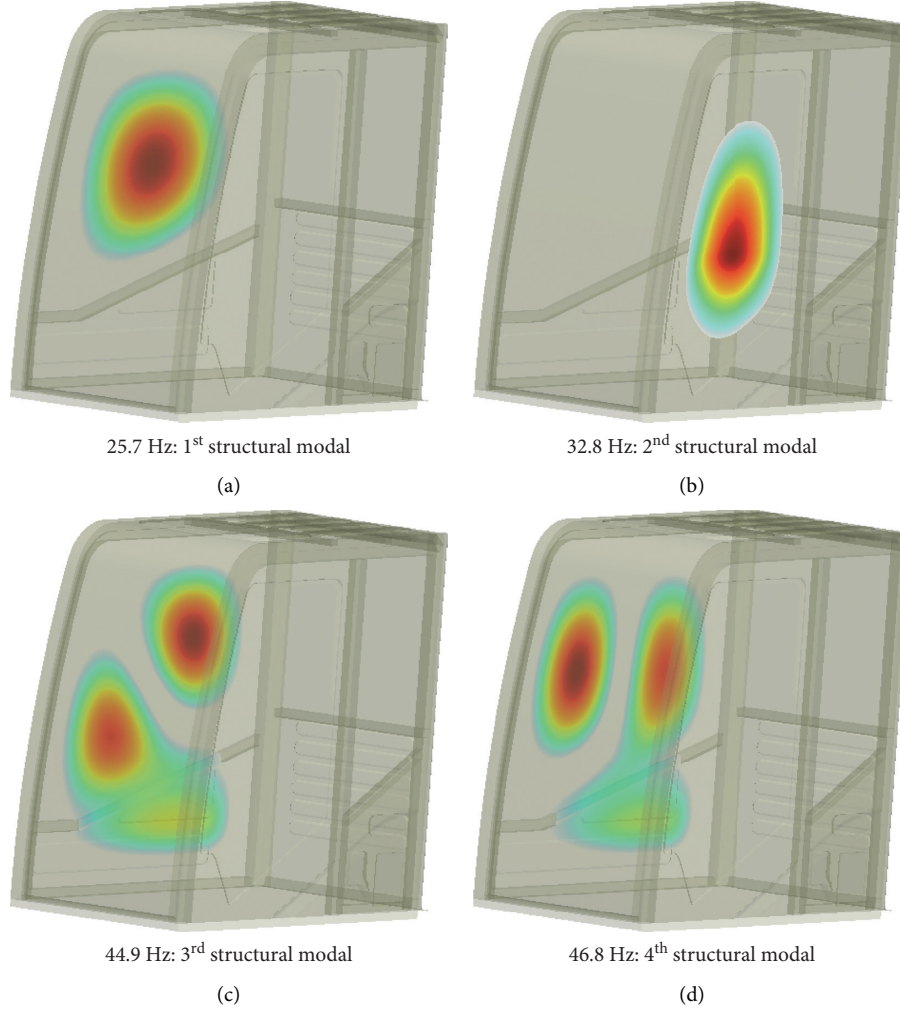 25.7 Hz: 1st structural modal
(a)
32.8 Hz: 2nd structural modal
(b)
44.9 Hz: 3rd structural modal
(c)
46.8 Hz: 4th structural modal
(d)